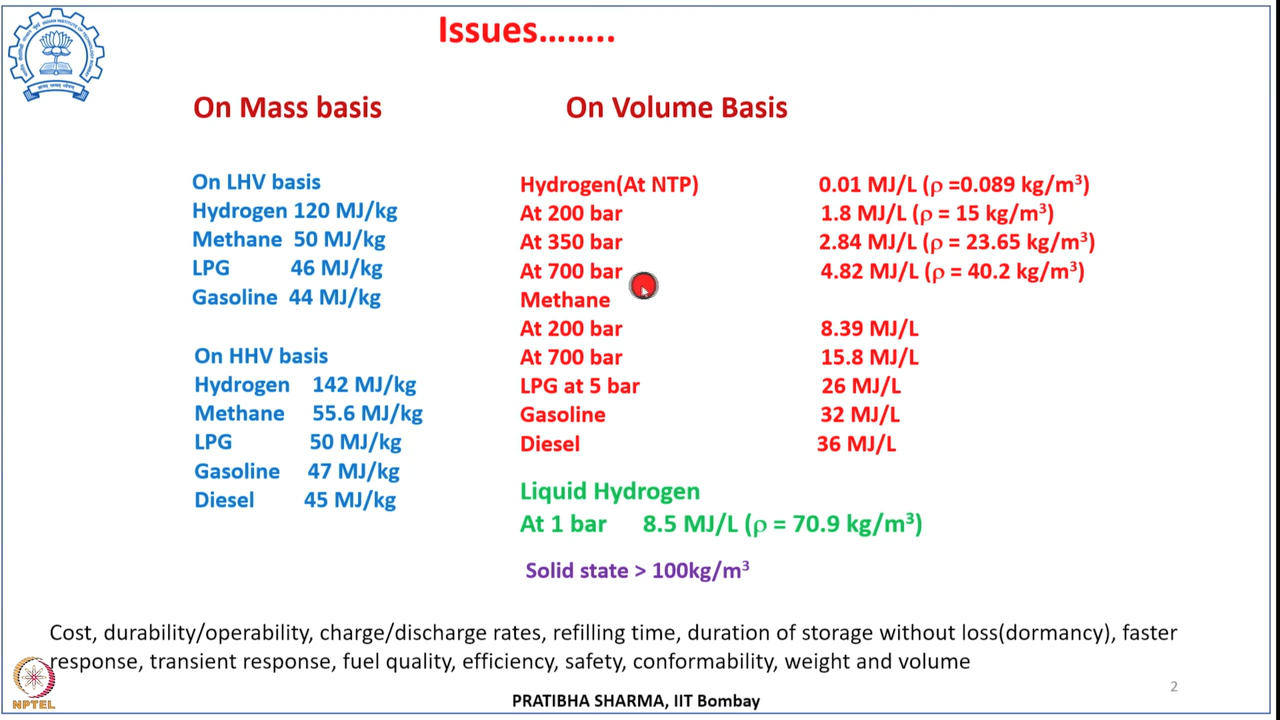 Issues……..
On Mass basis
On LHV basis
Hydrogen 120 MJ/kg
Methane 50 MJ/kg
LPG 46 MJ/kg
Gasoline 44 MJ/kg
On HHV basis
Hydrogen 142 MJ/kg
Methane 55.6 MJ/kg
LPG 50 MJ/kg
Gasoline 47 MJ/kg
Diesel 45 MJ/kg
On Volume Basis
Hydrogen(At NTP) 0.01 MJ/L (ρ =0.089 kg/m³)
At 200 bar 1.8 MJ/L (ρ = 15 kg/m³)
At 350 bar 2.84 MJ/L (ρ = 23.65 kg/m³)
At 700 bar 4.82 MJ/L (ρ = 40.2 kg/m³)
Methane
At 200 bar 8.39 MJ/L
At 700 bar 15.8 MJ/L
LPG at 5 bar 26 MJ/L
Gasoline 32 MJ/L
Diesel 36 MJ/L
Liquid Hydrogen
At 1 bar 8.5 MJ/L (ρ = 70.9 kg/m³)
Solid state > 100kg/m³
Cost, durability/operability, charge/discharge rates, refilling time, duration of storage without loss(dormancy), faster
response, transient response, fuel quality, efficiency, safety, conformability, weight and volume
NPTEL
PRATIBHA SHARMA, IIT Bombay
2